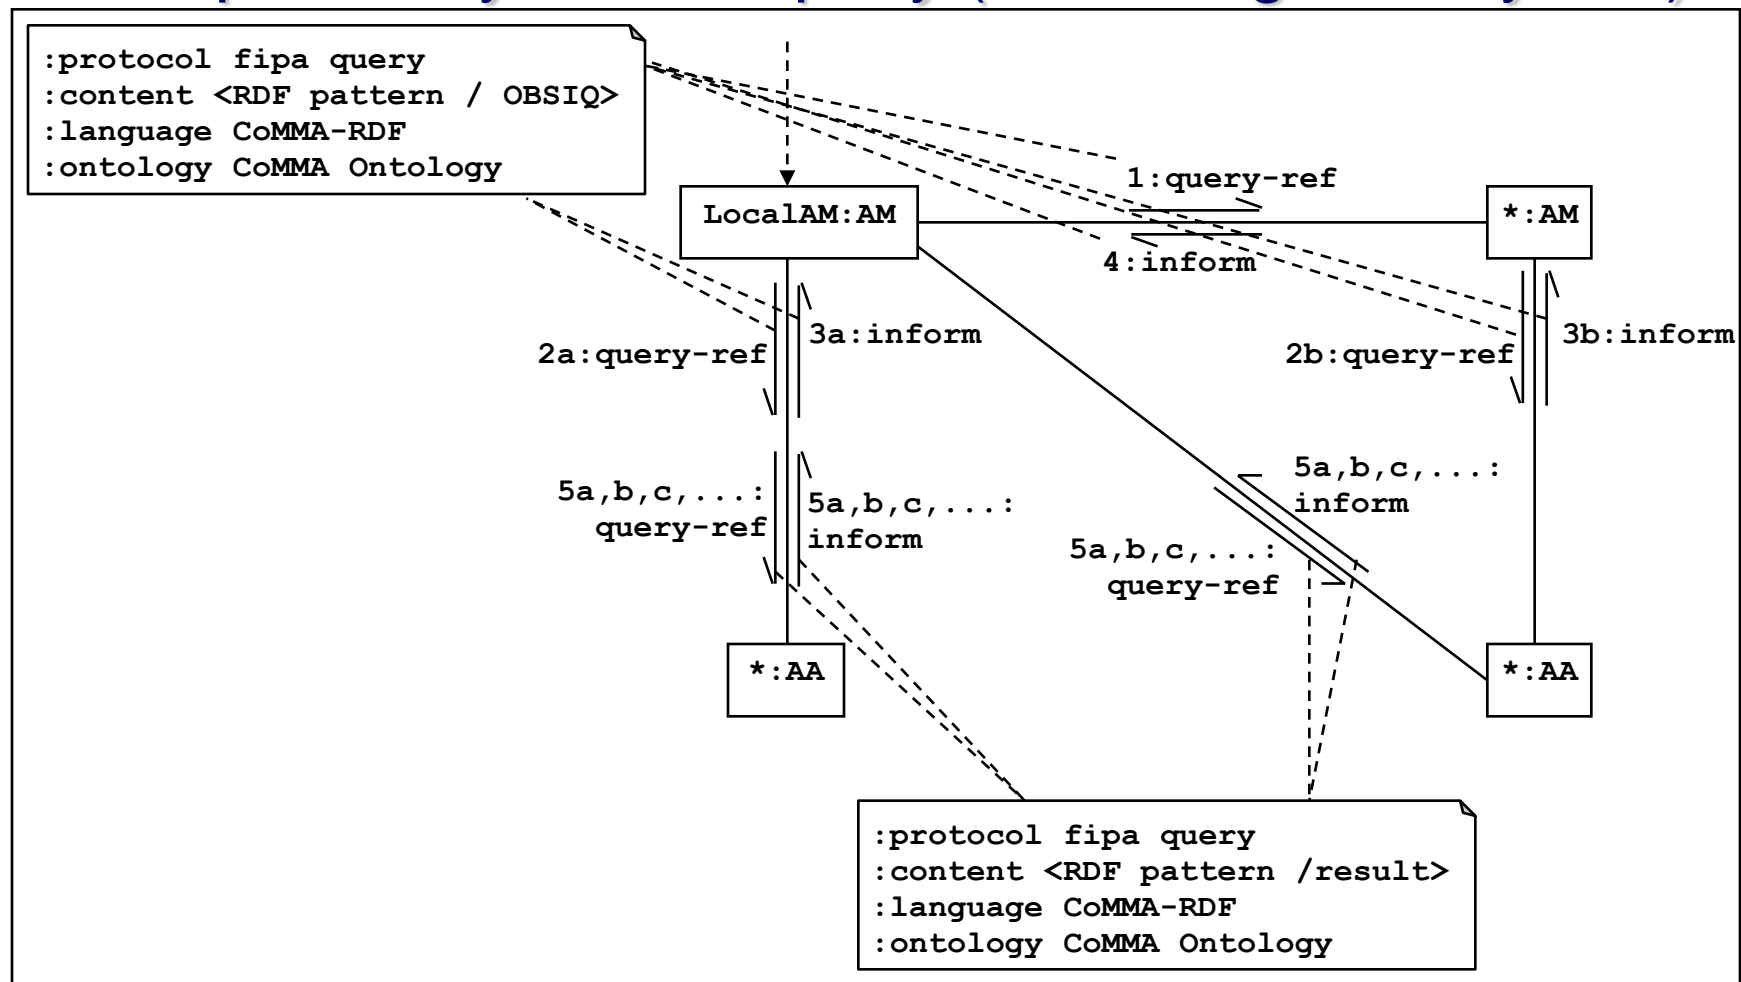 :protocol fipa query
:content <RDF pattern / OBSIQ>
:language CoMMA-RDF
:ontology CoMMA Ontology
1:query-ref
LocalAM:AM
*:AM
4:inform
3a:inform
2a:query-ref
3b:inform
2b:query-ref
5a,b,c,...:
query-ref
5a,b,c,...:
inform
5a,b,c,...:
inform
5a,b,c,...:
query-ref
*:AA
*:AA
:protocol fipa query
:content <RDF pattern /result>
:language CoMMA-RDF
:ontology CoMMA Ontology